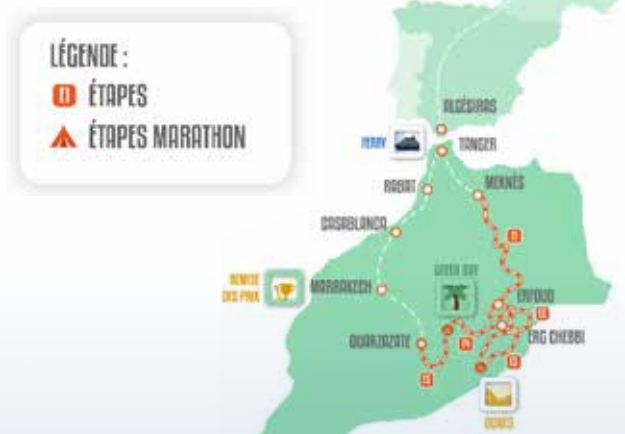 LÉGENDE :
ÉTAPES
ÉTAPES MARATHON
ALGÉSIRAS
FERRY
TANGER
RABAT
MEKNÈS
CASABLANCA
GREEN DAY
REMISE
DES PRIX
MARRAKECH
ERFOUD
OUARZAZATE
ERG CHEBBI
DUNES